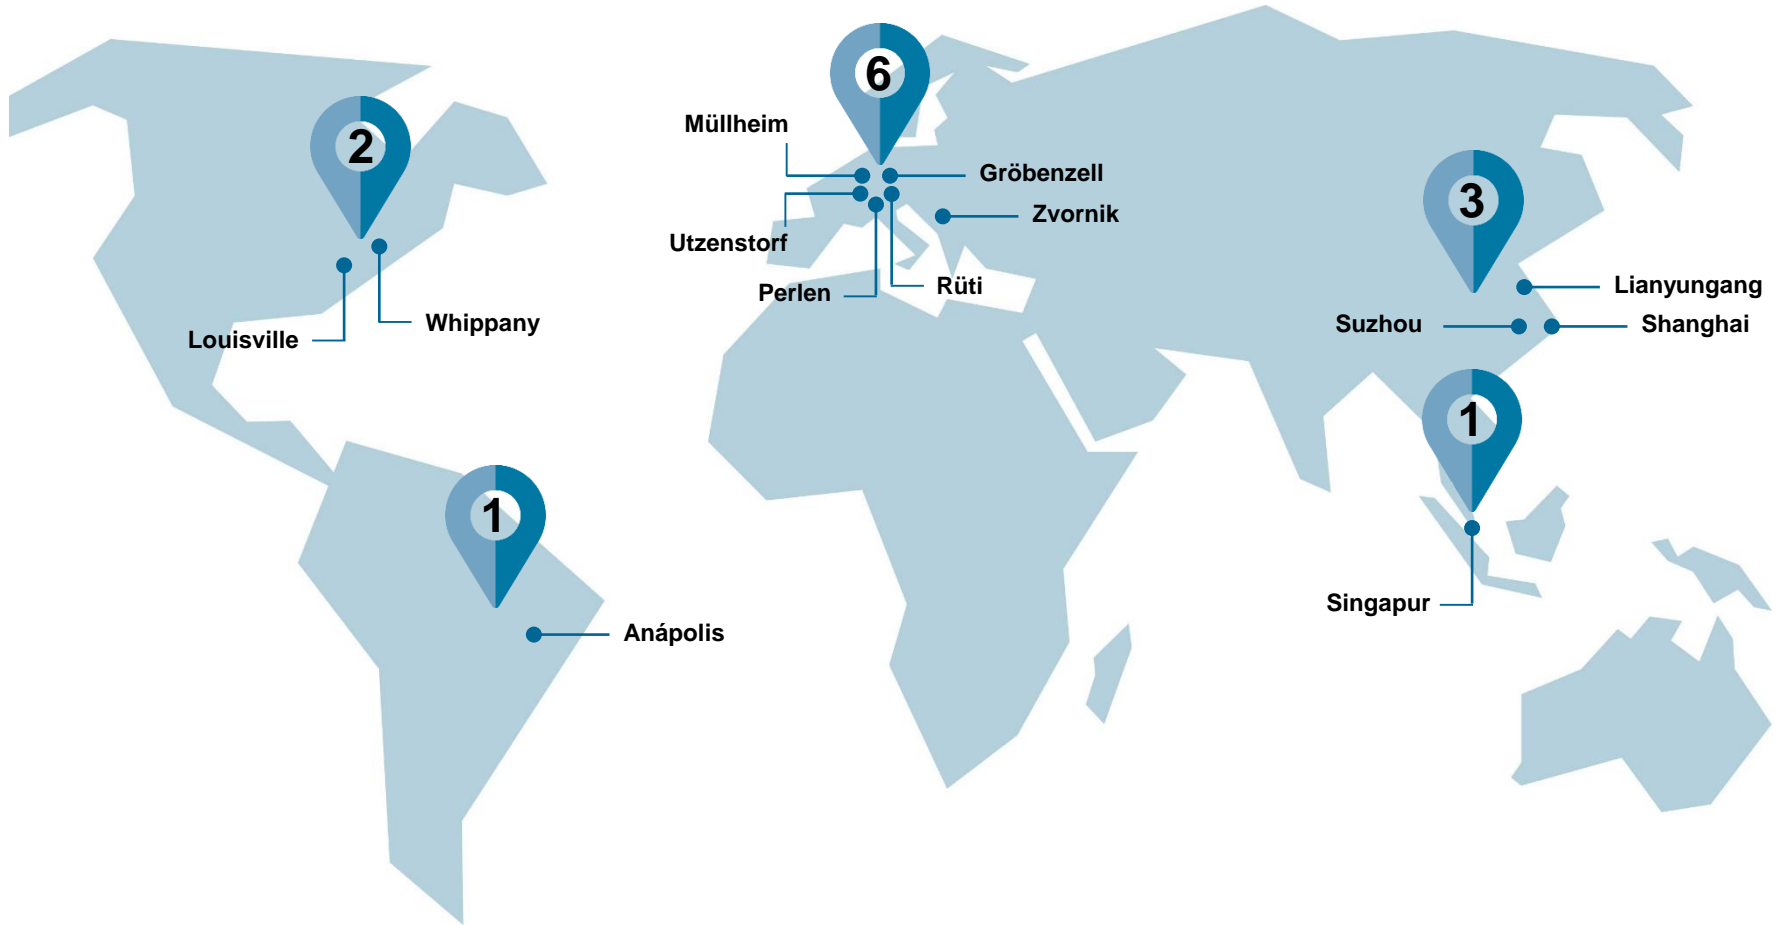 6
Müllheim
2
Gröbenzell
3
Zvornik
Utzenstorf
Perlen
Rüti
Lianyungang
Whippany
Suzhou
Shanghai
Louisville
1
1
Singapur
Anápolis